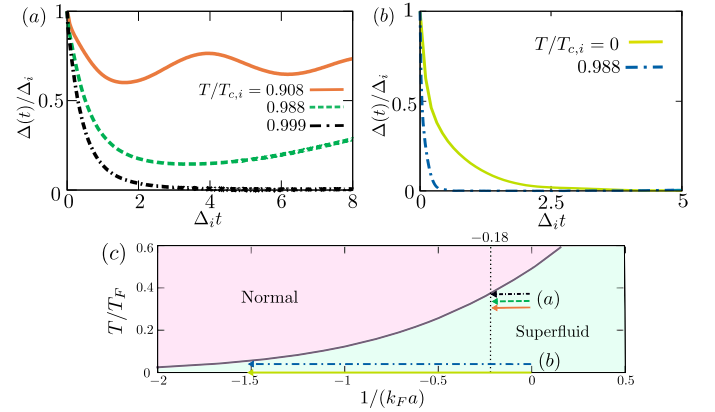 (a)
1
0.5
0
Δ(t)/Δ_i
T/T_{c,i} = 0.908
0.988
0.999
0 2 4 6 8
Δ_i t
(b)
1
0.5
0
Δ(t)/Δ_i
T/T_{c,i} = 0
0.988
0 2.5 5
Δ_i t
(c)
−0.18
0.6
0.4
0.2
0
T/T_F
Normal
(a)
Superfluid
(b)
−2 −1.5 −1 −0.5 0 0.5
1/(k_F a)